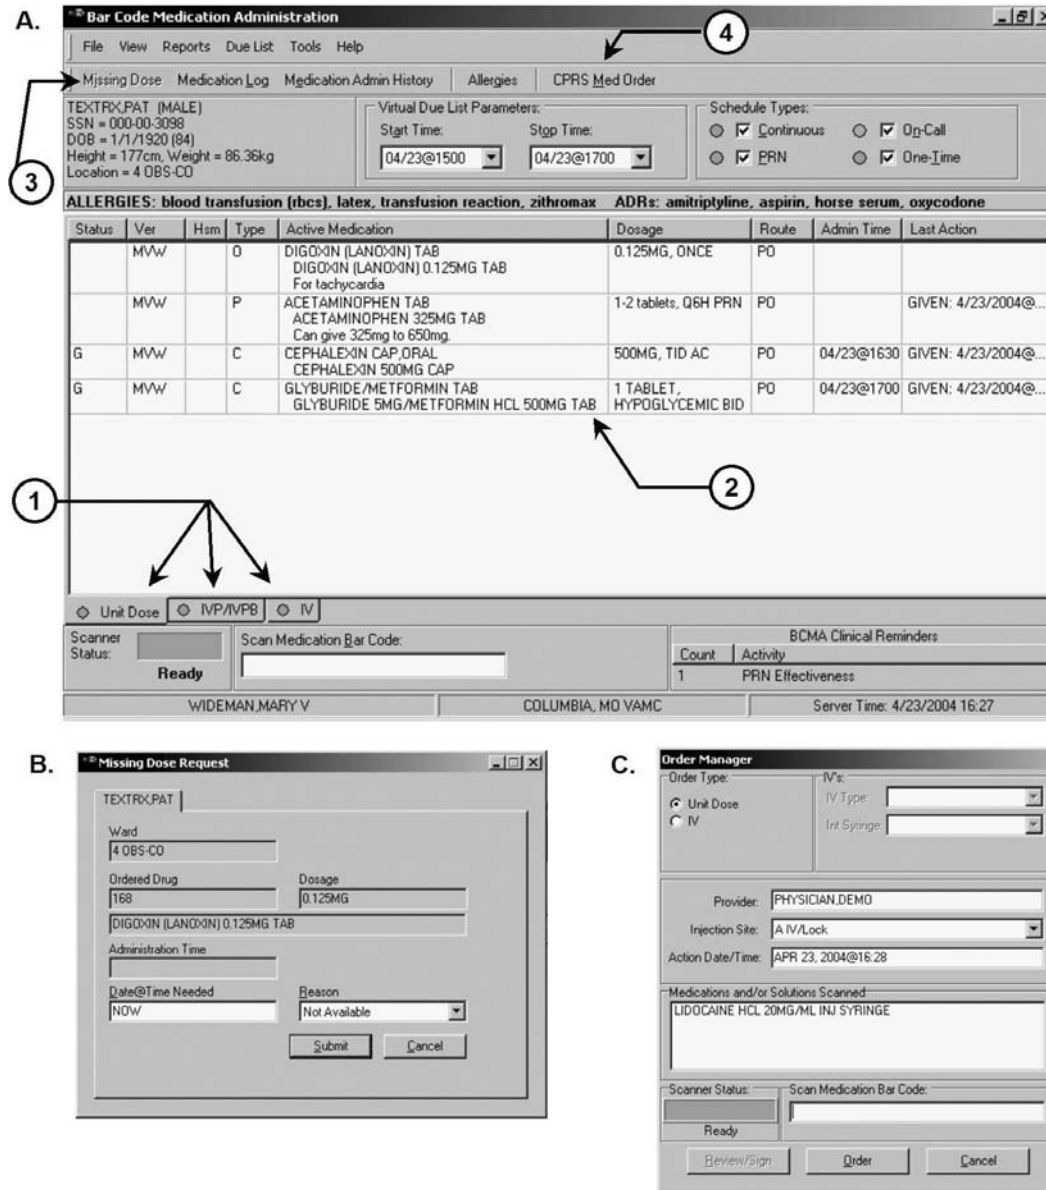 A.
Bar Code Medication Administration
4
File View Reports Due List Tools Help
Missing Dose Medication Log Medication Admin History Allergies CPRS Med Order
3
TEXTRX,PAT (MALE)
SSN = 000-00-3098
DOB = 1/1/1920 (84)
Height = 177cm, Weight = 86.36kg
Location = 4 OBS-CO
Virtual Due List Parameters:
Start Time: Stop Time:
04/23@1500 04/23@1700
Schedule Types:
Continuous On-Call
PRN One-Time
ALLERGIES: blood transfusion (rbcs), latex, transfusion reaction, zithromax ADRs: amitriptyline, aspirin, horse serum, oxycodone
Status Ver Hsm Type Active Medication Dosage Route Admin Time Last Action
MVW O DIGOXIN (LANOXIN) TAB 0.125MG, ONCE PO
DIGOXIN (LANOXIN) 0.125MG TAB
For tachycardia
MVW P ACETAMINOPHEN TAB 1-2 tablets, Q6H PRN PO GIVEN: 4/23/2004@...
ACETAMINOPHEN 325MG TAB
Can give 325mg to 650mg.
G MVW C CEPHALEXIN CAP,ORAL 500MG, TID AC PO 04/23@1630 GIVEN: 4/23/2004@...
CEPHALEXIN 500MG CAP
G MVW C GLYBURIDE/METFORMIN TAB 1 TABLET, PO 04/23@1700 GIVEN: 4/23/2004@...
GLYBURIDE 5MG/METFORMIN HCL 500MG TAB HYPOGLYCEMIC BID
1
2
Unit Dose IVP/IVPB IV
Scanner Status:
Ready
Scan Medication Bar Code:
BCMA Clinical Reminders
Count Activity
1 PRN Effectiveness
WIDEMAN,MARY V COLUMBIA, MO VAMC Server Time: 4/23/2004 16:27
B.
Missing Dose Request
TEXTRX,PAT
Ward
4 OBS-CO
Ordered Drug Dosage
168 0.125MG
DIGOXIN (LANOXIN) 0.125MG TAB
Administration Time
Date@Time Needed Reason
NOW Not Available
Submit Cancel
C.
Order Manager
Order Type: IV's:
Unit Dose IV Type:
IV Int Syringe:
Provider: PHYSICIAN,DEMO
Injection Site: A IV/Lock
Action Date/Time: APR 23, 2004@16:28
Medications and/or Solutions Scanned
LIDOCAINE HCL 20MG/ML INJ SYRINGE
Scanner Status: Scan Medication Bar Code:
Ready
Review/Sign Order Cancel